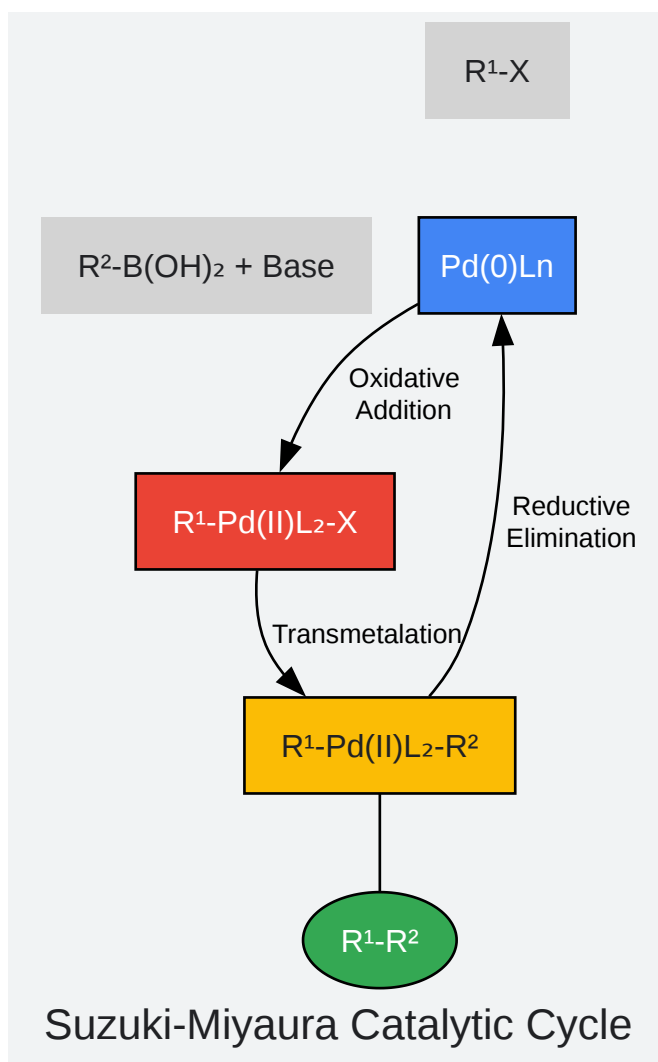 R¹-X
R²-B(OH)₂ + Base
Pd(0)Ln
Oxidative
Addition
R¹-Pd(II)L₂-X
Reductive
Elimination
Transmetalation
R¹-Pd(II)L₂-R²
R¹-R²
Suzuki-Miyaura Catalytic Cycle